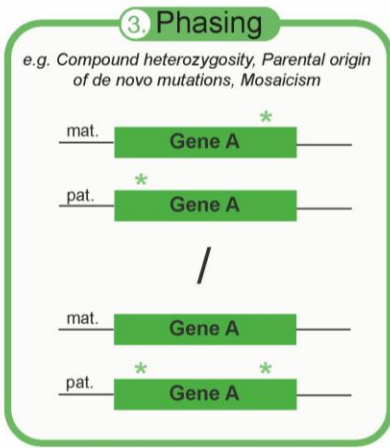 3. Phasing
e.g. Compound heterozygosity, Parental origin
of de novo mutations, Mosaicism
*
mat. Gene A
*
pat. Gene A
/
mat. Gene A
* *
pat. Gene A